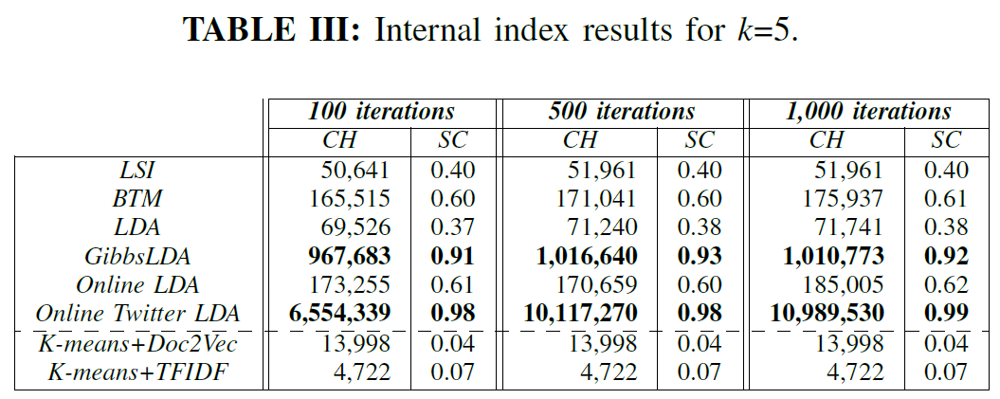 TABLE III: Internal index results for k=5.
100 iterations 500 iterations 1,000 iterations
CH SC CH SC CH SC
LSI 50,641 0.40 51,961 0.40 51,961 0.40
BTM 165,515 0.60 171,041 0.60 175,937 0.61
LDA 69,526 0.37 71,240 0.38 71,741 0.38
GibbsLDA 967,683 0.91 1,016,640 0.93 1,010,773 0.92
Online LDA 173,255 0.61 170,659 0.60 185,005 0.62
Online Twitter LDA 6,554,339 0.98 10,117,270 0.98 10,989,530 0.99
K-means+Doc2Vec 13,998 0.04 13,998 0.04 13,998 0.04
K-means+TFIDF 4,722 0.07 4,722 0.07 4,722 0.07